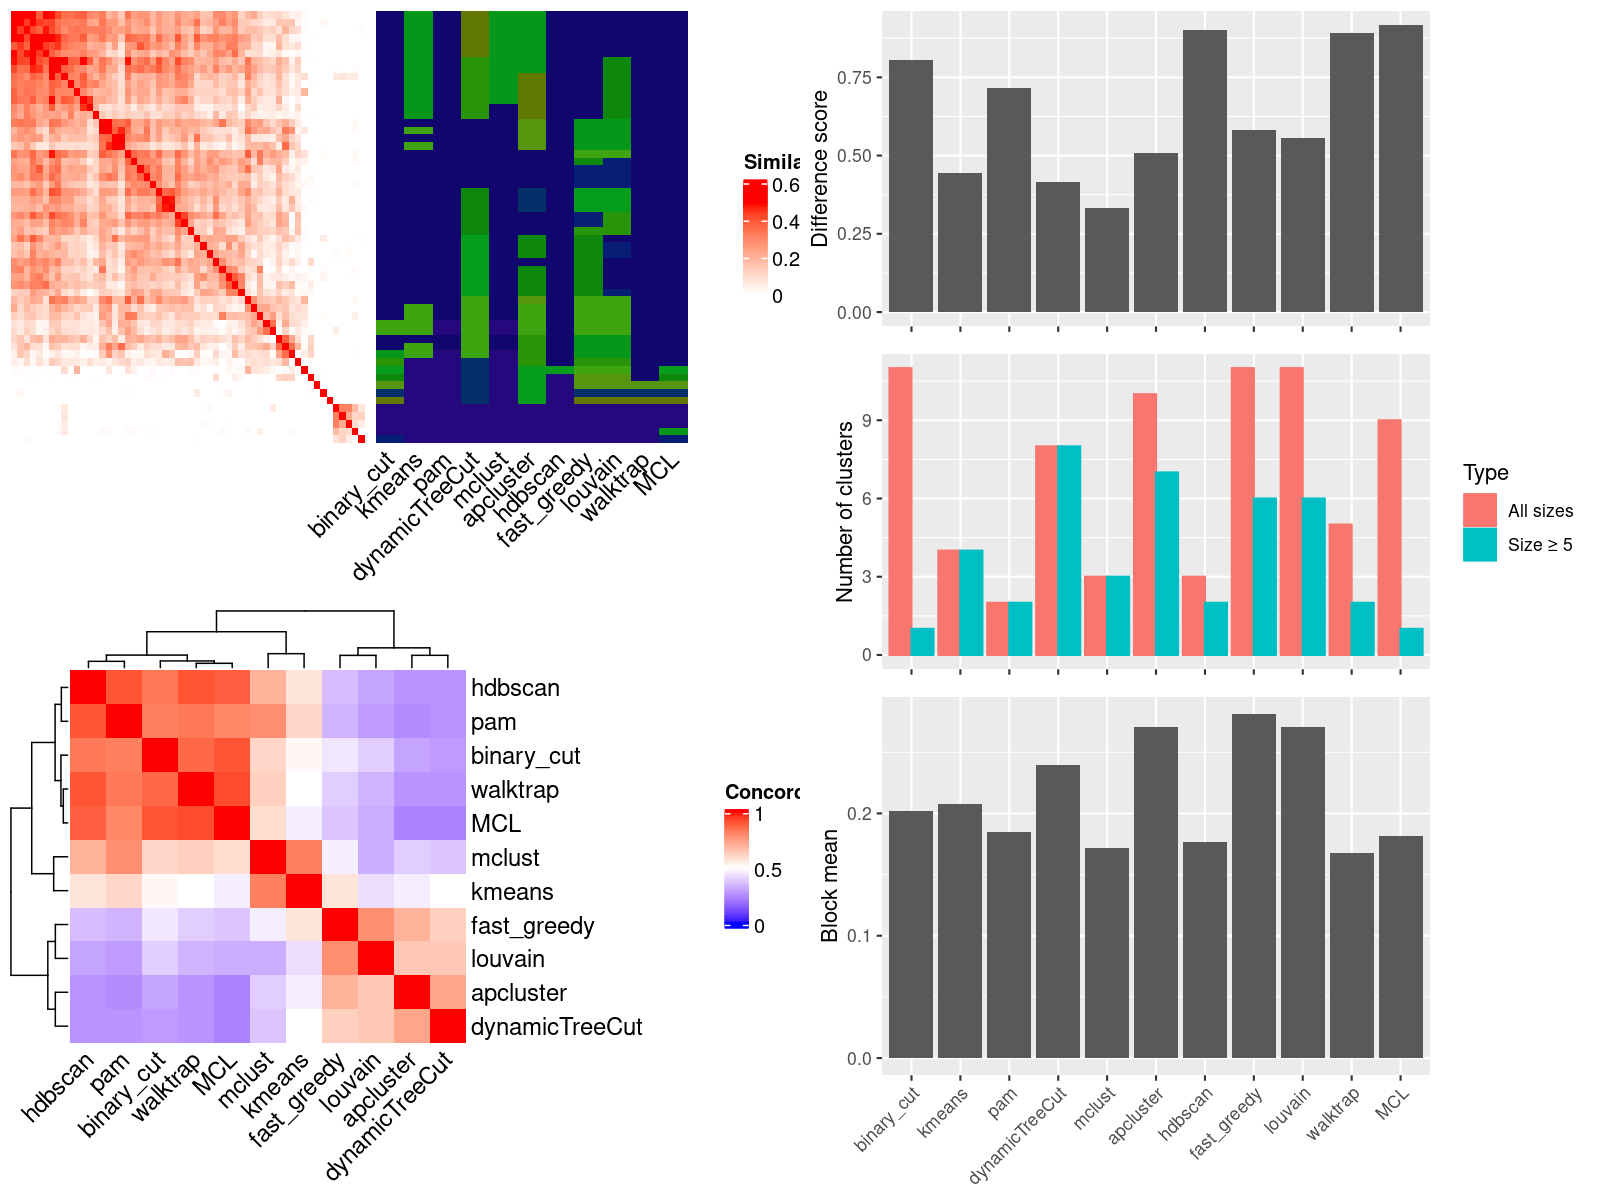 Simila
0.6
0.4
0.2
0
binary_cut
kmeans
pam
dynamicTreeCut
mclust
apcluster
hdbscan
fast_greedy
louvain
walktrap
MCL
hdbscan
pam
binary_cut
walktrap
MCL
mclust
kmeans
fast_greedy
louvain
apcluster
dynamicTreeCut
hdbscan
pam
binary_cut
walktrap
MCL
mclust
kmeans
fast_greedy
louvain
apcluster
dynamicTreeCut
Concord
1
0.5
0
Difference score
0.75
0.50
0.25
0.00
Number of clusters
9
6
3
0
Type
All sizes
Size ≥ 5
Block mean
0.2
0.1
0.0
binary_cut
kmeans
pam
dynamicTreeCut
mclust
apcluster
hdbscan
fast_greedy
louvain
walktrap
MCL